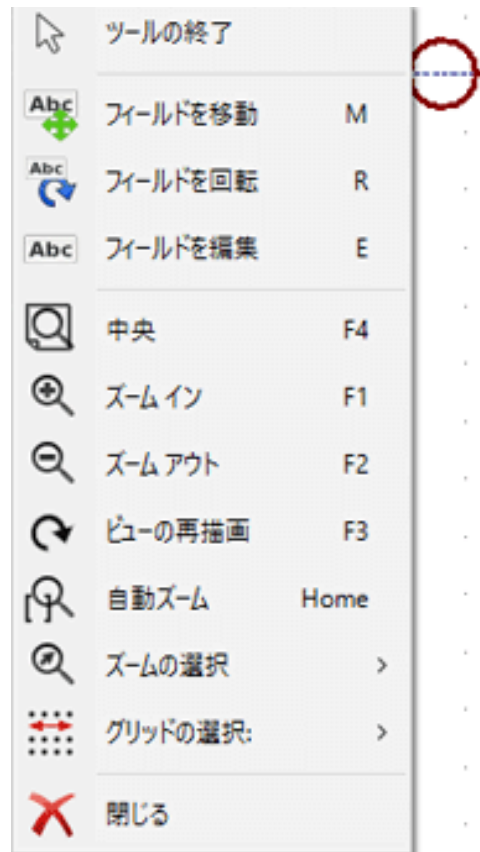 ツールの終了
Abc フィールドを移動 M
Abc フィールドを回転 R
Abc フィールドを編集 E
中央 F4
ズーム イン F1
ズーム アウト F2
ビューの再描画 F3
自動ズーム Home
ズームの選択 >
グリッドの選択: >
閉じる